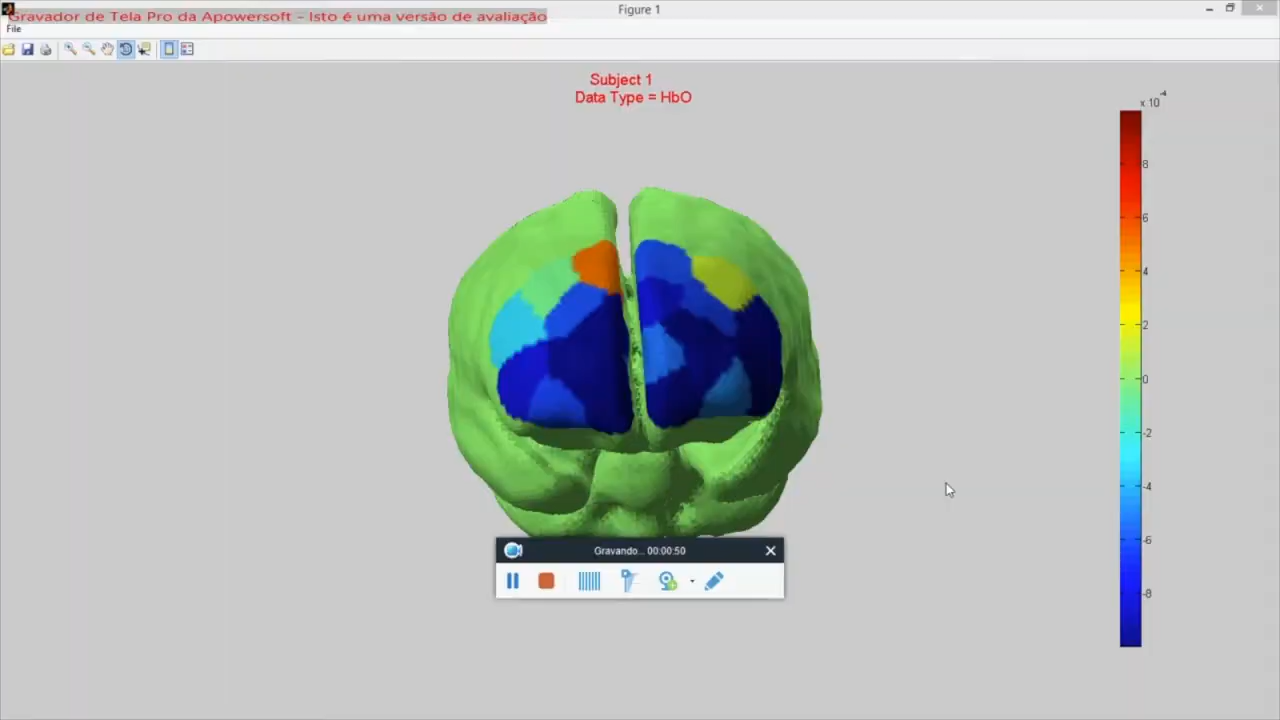 Gravador de Tela Pro da Apowersoft - Isto é uma versão de avaliação
Figure 1
File
Subject 1
Data Type = HbO
x 10^-4
8
6
4
2
0
-2
-4
-6
-8
Gravando... 00:00:50